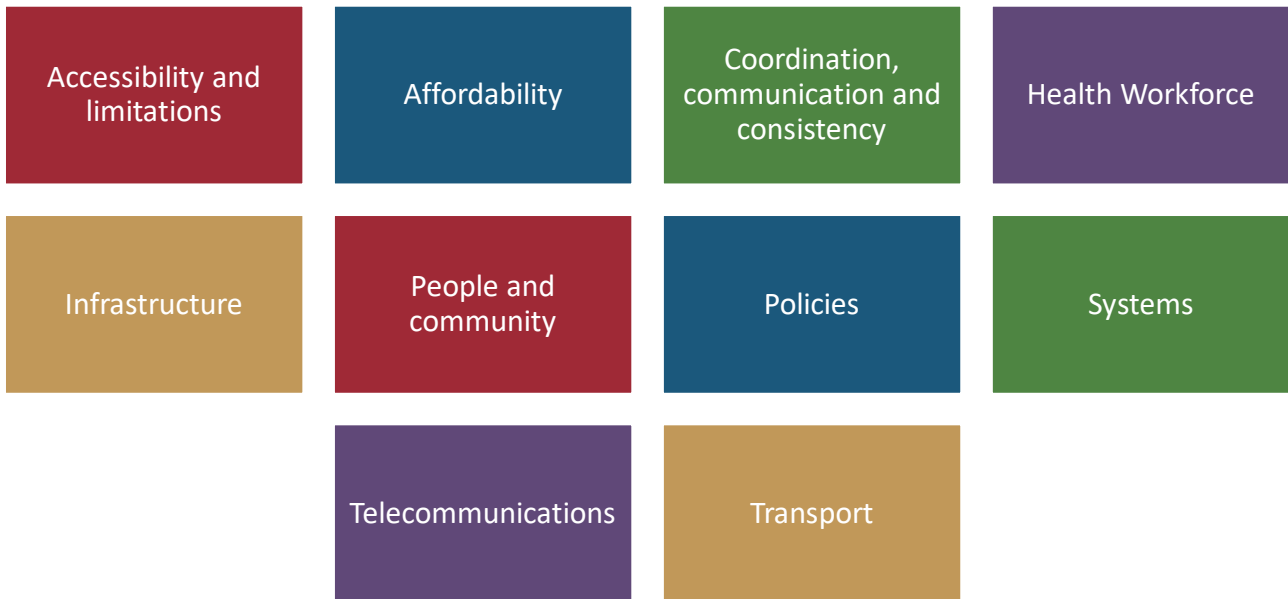 Accessibility and
limitations
Affordability
Coordination,
communication and
consistency
Health Workforce
Infrastructure
People and
community
Policies
Systems
Telecommunications
Transport